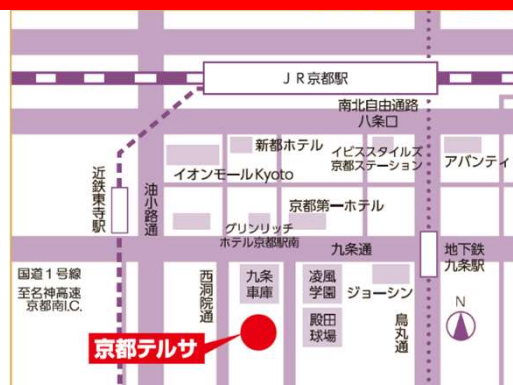 JR京都駅
南北自由通路
八条口
新都ホテル
イビススタイルズ
京都ステーション
アバンティ
イオンモールKyoto
近鉄東寺駅
油小路通
京都第一ホテル
グリンリッチ
ホテル京都駅南
九条通
地下鉄
九条駅
国道1号線
至名神高速
京都南I.C.
西洞院通
九条
車庫
凌風
学園
ジョーシン
殿田
球場
烏丸通
N
京都テルサ